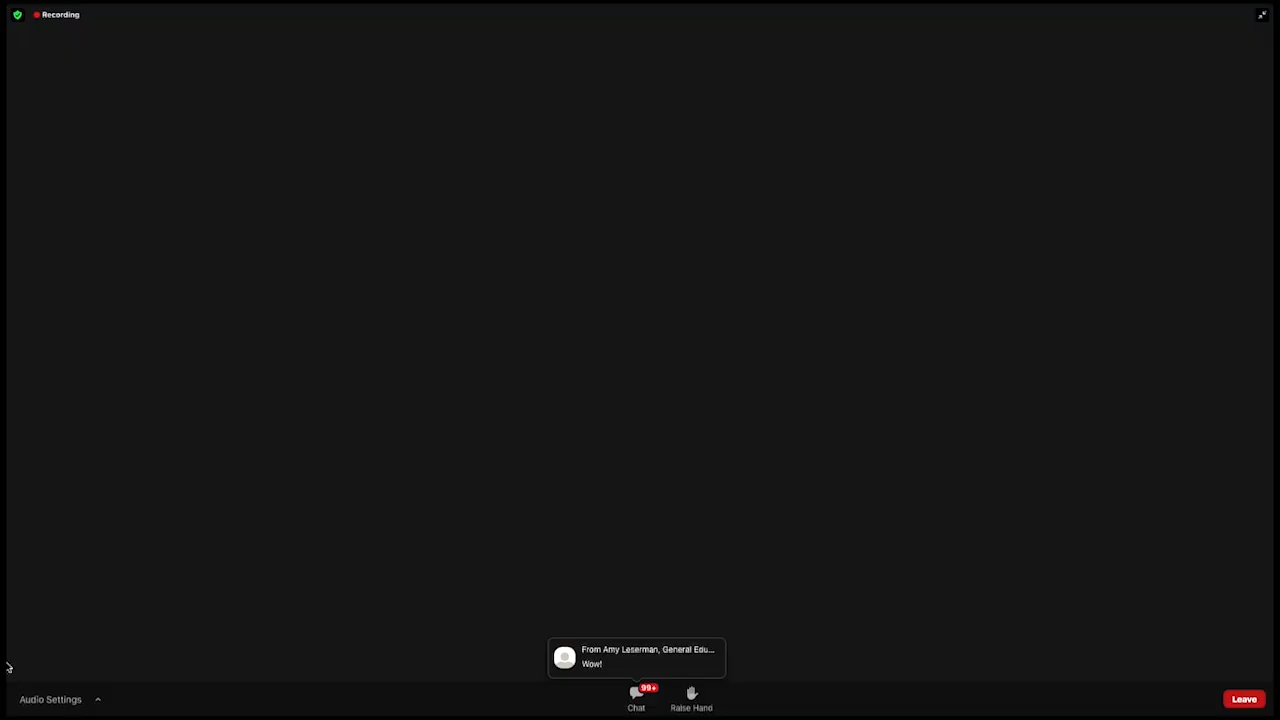 Recording
From Amy Leserman, General Edu...
Wow!
99+
Audio Settings
Chat
Raise Hand
Leave